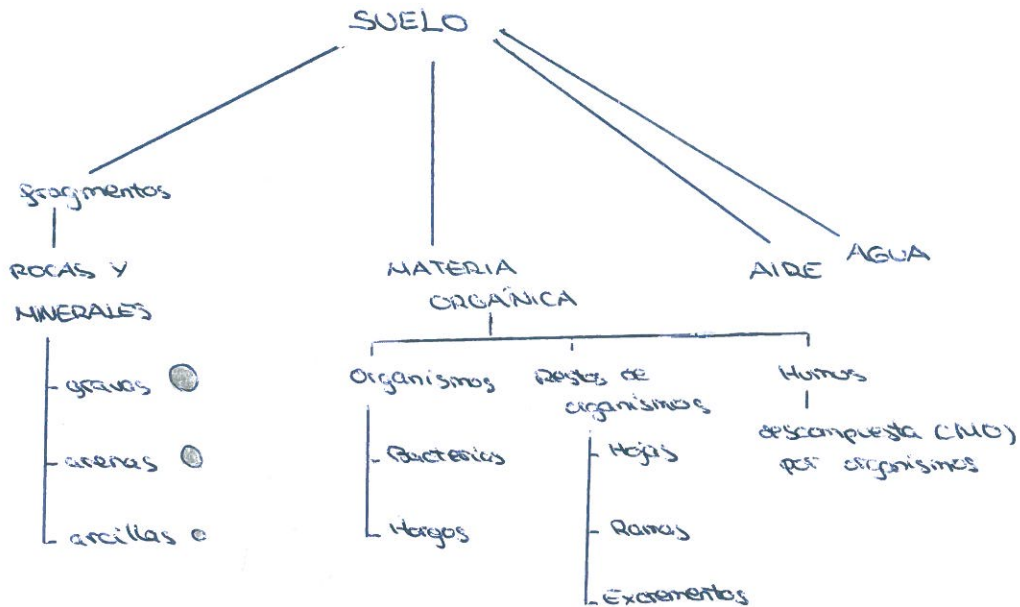 SUELO
fragmentos
ROCAS Y
MINERALES
- gravas
- arenas
- arcillas
MATERIA
ORGÁNICA
Organismos
- Bacterias
- Hongos
Restos de
organismos
- Hojas
- Ramas
- Excrementos
Humus
descompuesta (MO)
por organismos
AIRE
AGUA